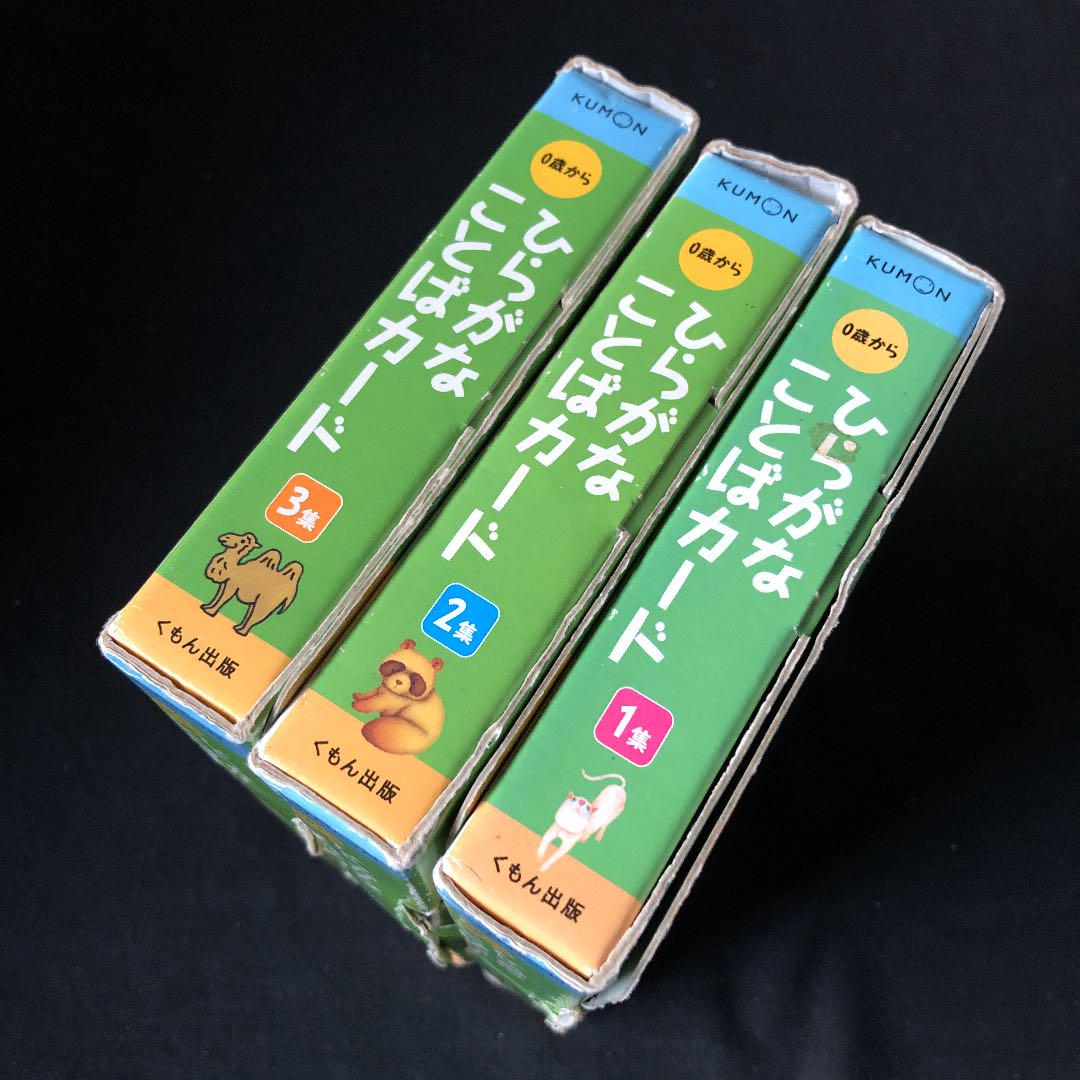 KUMON
0歳から
ひらがな
ことばカード
3集
くもん出版
KUMON
0歳から
ひらがな
ことばカード
2集
くもん出版
KUMON
0歳から
ひらがな
ことばカード
1集
くもん出版